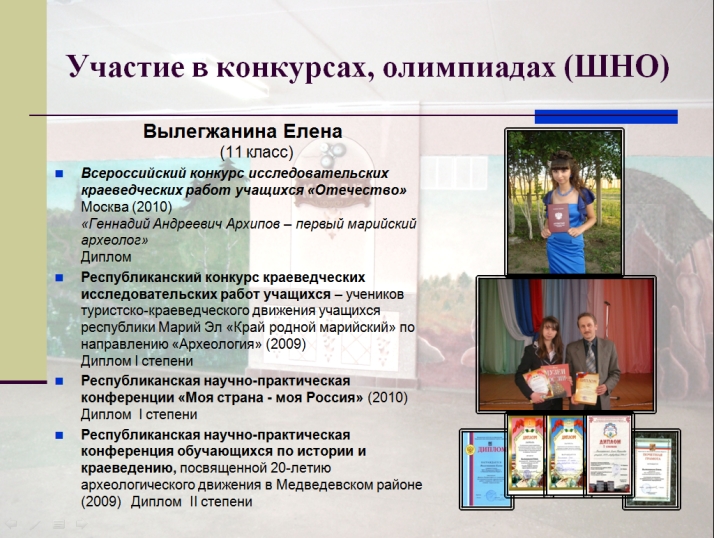 Участие в конкурсах, олимпиадах (ШНО)
Вылегжанина Елена
(11 класс)
Всероссийский конкурс исследовательских
краеведческих работ учащихся «Отечество»
Москва (2010)
«Геннадий Андреевич Архипов – первый марийский
археолог»
Диплом
Республиканский конкурс краеведческих
исследовательских работ учащихся – учеников
туристско-краеведческого движения учащихся
республики Марий Эл «Край родной марийский» по
направлению «Археология» (2009)
Диплом I степени
Республиканская научно-практическая
конференции «Моя страна - моя Россия» (2010)
Диплом I степени
Республиканская научно-практическая
конференция обучающихся по истории и
краеведению, посвященной 20-летию
археологического движения в Медведевском районе
(2009) Диплом II степени
ДИПЛОМ
ДИПЛОМ